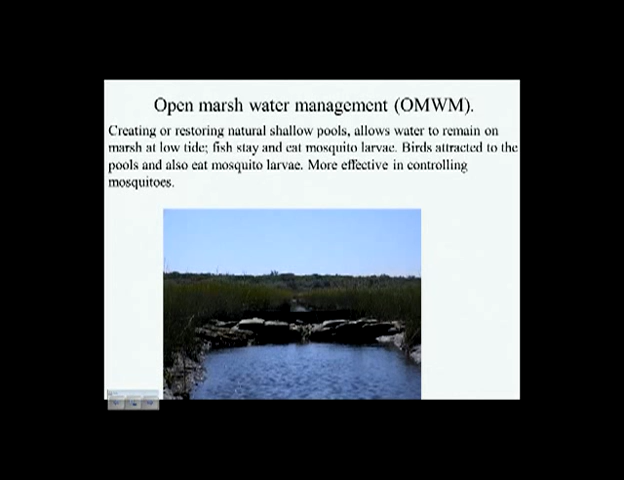 Open marsh water management (OMWM).
Creating or restoring natural shallow pools, allows water to remain on
marsh at low tide; fish stay and eat mosquito larvae. Birds attracted to the
pools and also eat mosquito larvae. More effective in controlling
mosquitoes.